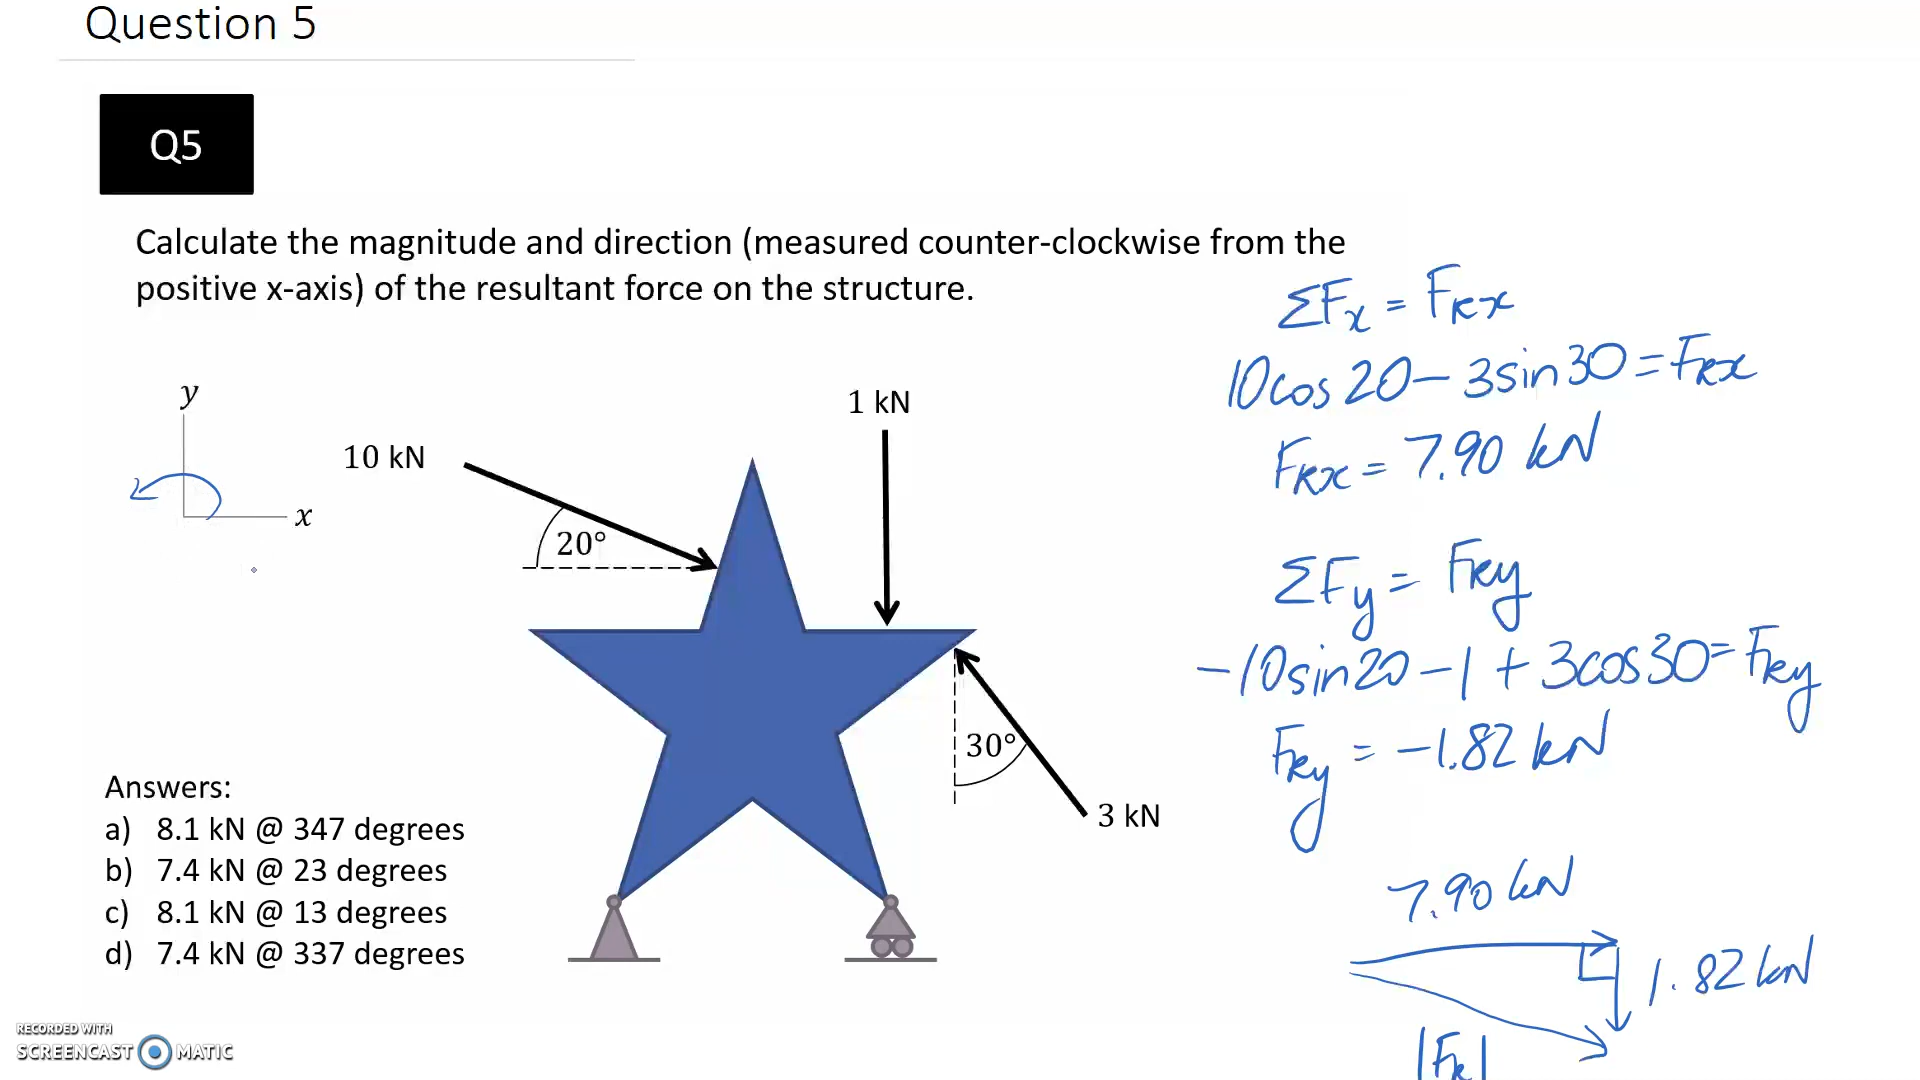 Question 5
Q5
Calculate the magnitude and direction (measured counter-clockwise from the
positive x-axis) of the resultant force on the structure.
y
x
10 kN
20°
1 kN
30°
3 kN
Answers:
a) 8.1 kN @ 347 degrees
b) 7.4 kN @ 23 degrees
c) 8.1 kN @ 13 degrees
d) 7.4 kN @ 337 degrees
ΣFx = FRx
10cos 20 - 3sin 30 = FRx
FRx = 7.90 kN
ΣFy = FRy
-10sin 20 - 1 + 3cos 30 = FRy
FRy = -1.82 kN
7.90 kN
1.82 kN
|FR|
RECORDED WITH
SCREENCAST MATIC